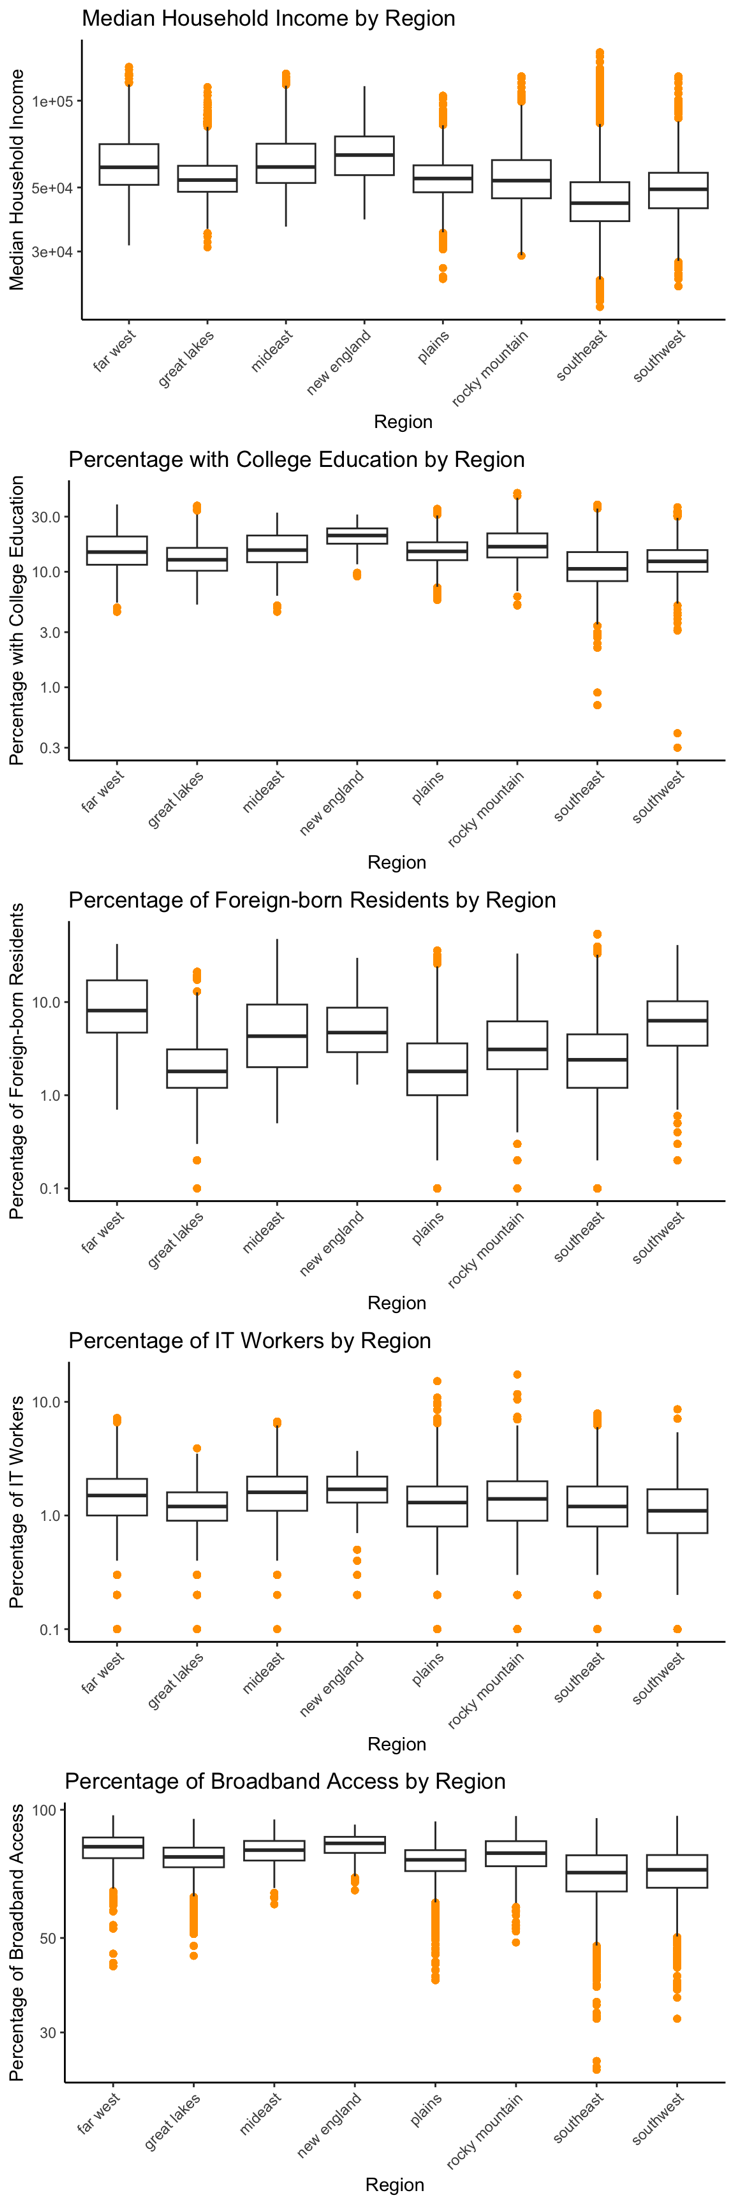 Median Household Income by Region
Median Household Income
1e+05
5e+04
3e+04
far west
great lakes
mideast
new england
plains
rocky mountain
southeast
southwest
Region
Percentage with College Education by Region
Percentage with College Education
30.0
10.0
3.0
1.0
0.3
far west
great lakes
mideast
new england
plains
rocky mountain
southeast
southwest
Region
Percentage of Foreign-born Residents by Region
Percentage of Foreign-born Residents
10.0
1.0
0.1
far west
great lakes
mideast
new england
plains
rocky mountain
southeast
southwest
Region
Percentage of IT Workers by Region
Percentage of IT Workers
10.0
1.0
0.1
far west
great lakes
mideast
new england
plains
rocky mountain
southeast
southwest
Region
Percentage of Broadband Access by Region
Percentage of Broadband Access
100
50
30
far west
great lakes
mideast
new england
plains
rocky mountain
southeast
southwest
Region